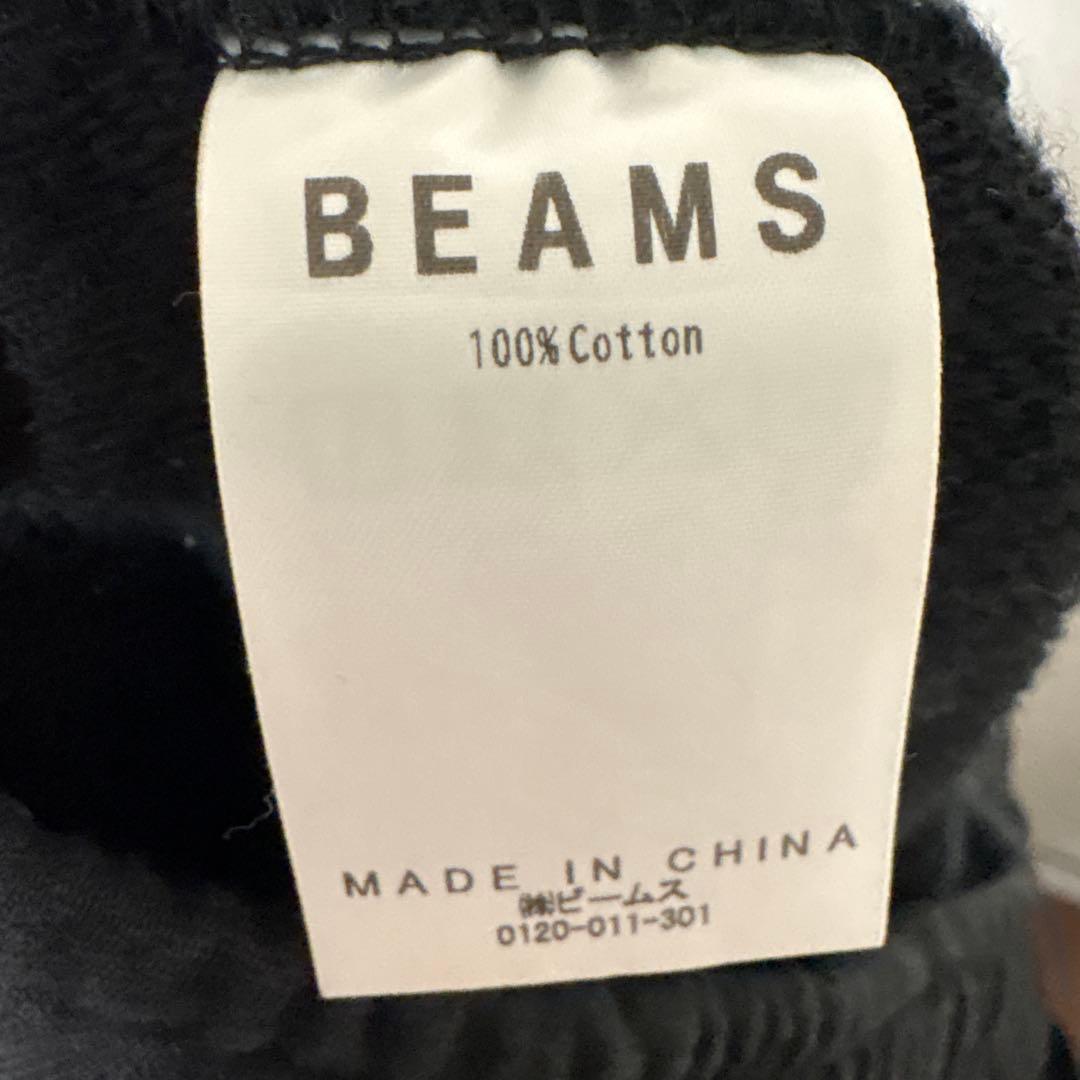 BEAMS
100%Cotton
MADE IN CHINA
㈱ビームス
0120-011-301